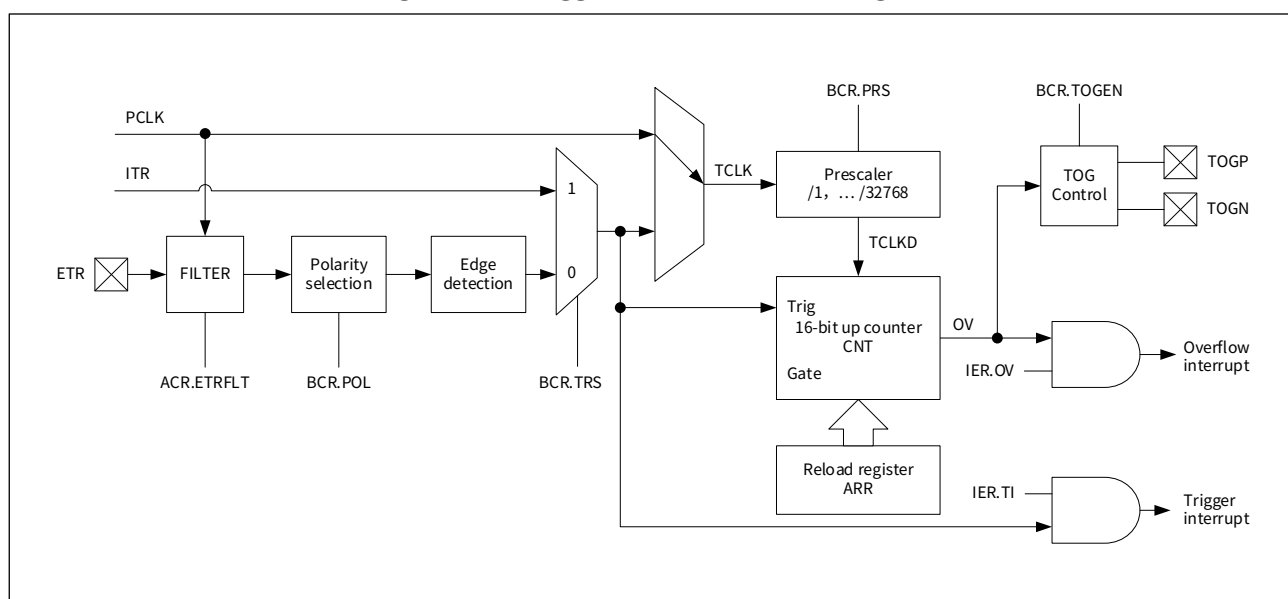 PCLK
BCR.PRS
BCR.TOGEN
ITR
1
TCLK
Prescaler
/1, … /32768
TOG
Control
TOGP
TOGN
TCLKD
ETR
FILTER
Polarity
selection
Edge
detection
0
Trig
16-bit up counter
CNT
Gate
OV
IER.OV
Overflow
interrupt
ACR.ETRFLT
BCR.POL
BCR.TRS
Reload register
ARR
IER.TI
Trigger
interrupt